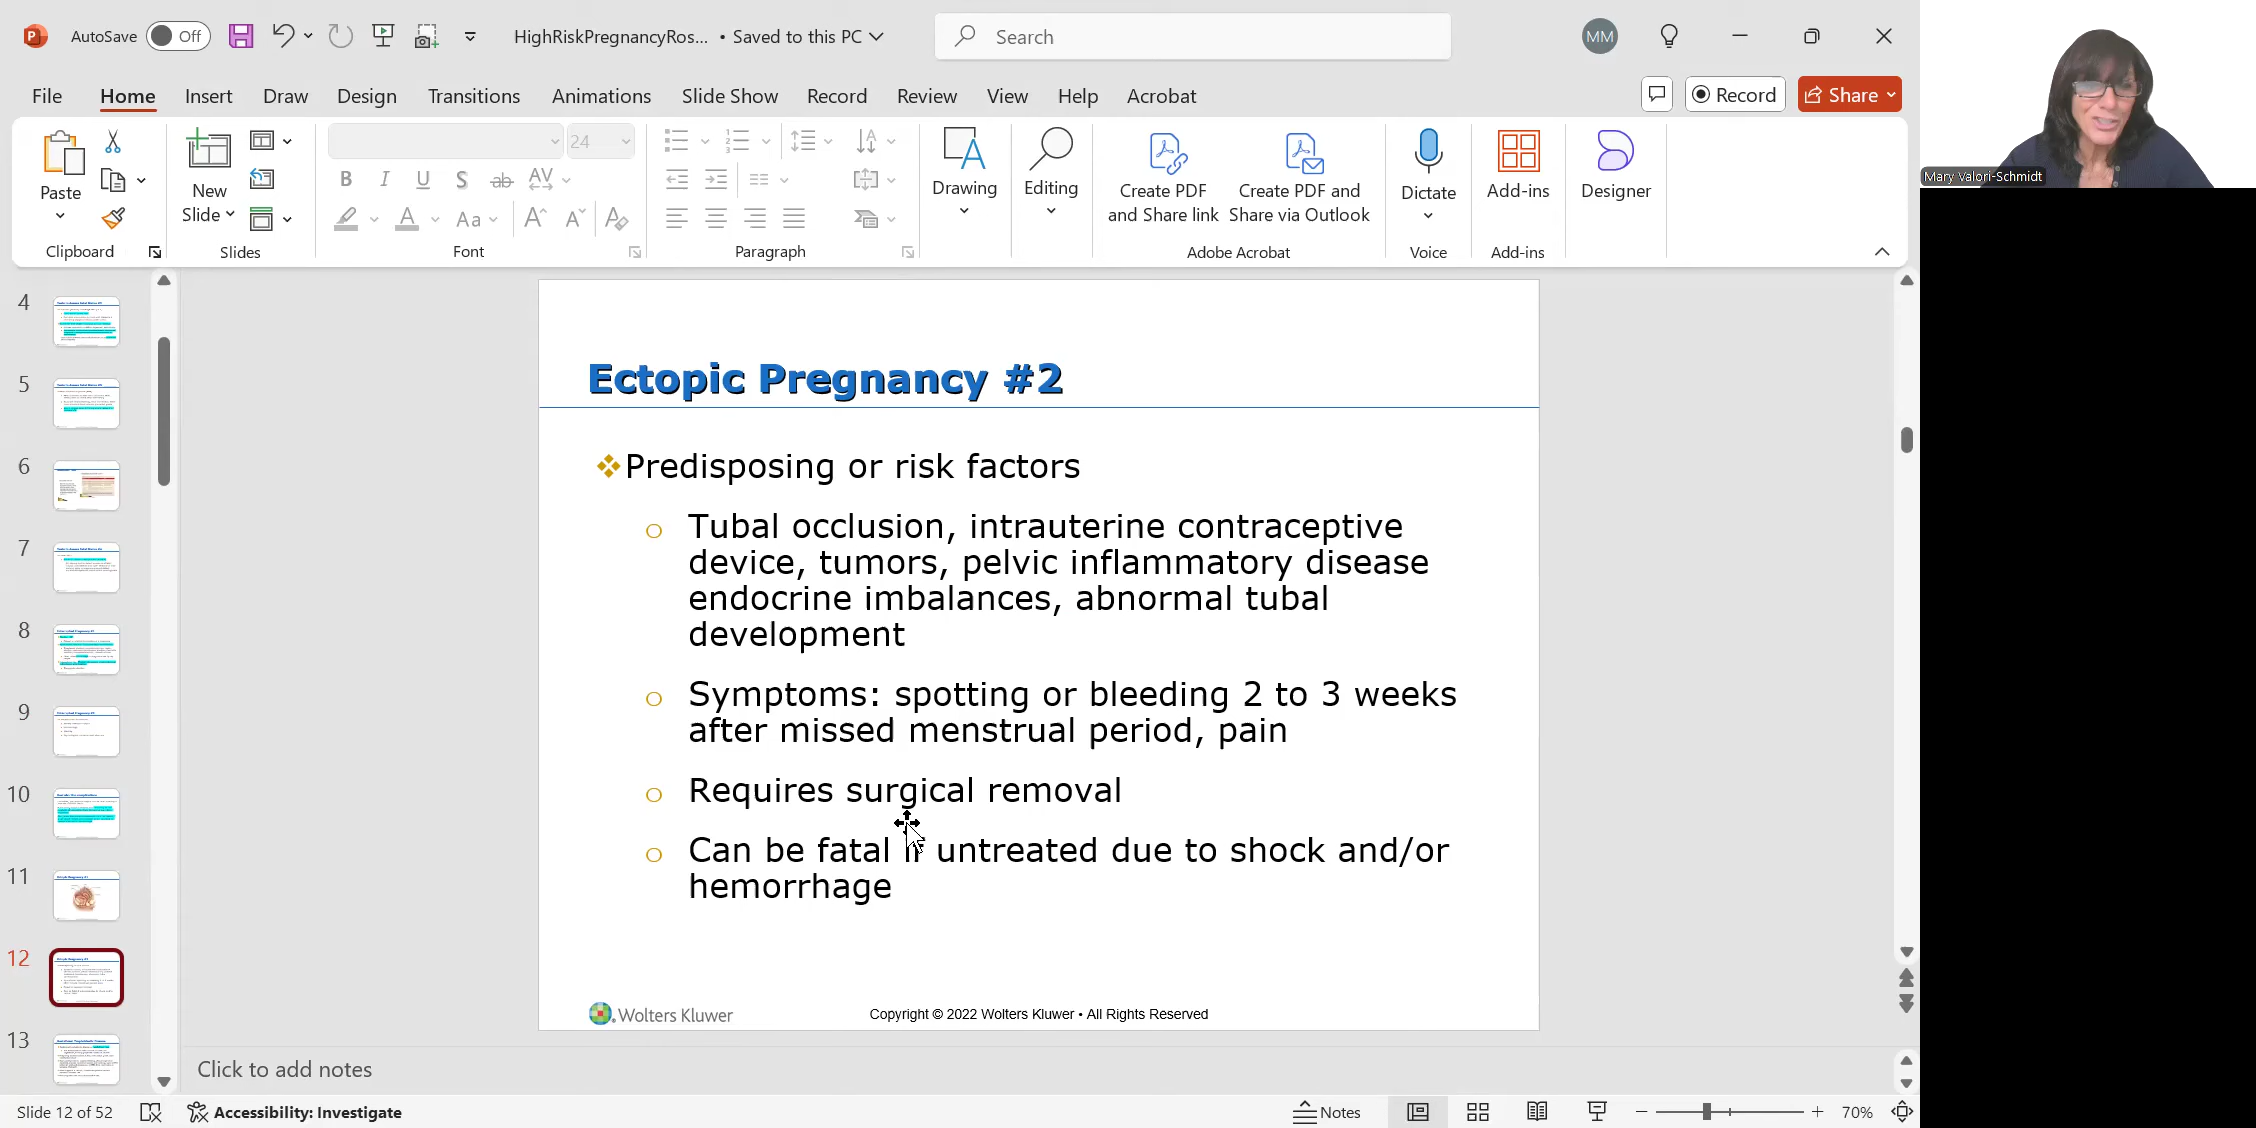 AutoSave Off HighRiskPregnancyRos... • Saved to this PC Search MM
File Home Insert Draw Design Transitions Animations Slide Show Record Review View Help Acrobat Record Share
Paste
New
Slide
24
B I U S ab AV
A Aa A A
Drawing
Editing
Create PDF
and Share link
Create PDF and
Share via Outlook
Dictate
Add-ins
Designer
Clipboard Slides Font Paragraph Adobe Acrobat Voice Add-ins
Mary Valori-Schmidt
4
5
6
7
8
9
10
11
12
13
Ectopic Pregnancy #2
Predisposing or risk factors
Tubal occlusion, intrauterine contraceptive
device, tumors, pelvic inflammatory disease
endocrine imbalances, abnormal tubal
development
Symptoms: spotting or bleeding 2 to 3 weeks
after missed menstrual period, pain
Requires surgical removal
Can be fatal if untreated due to shock and/or
hemorrhage
Wolters Kluwer Copyright © 2022 Wolters Kluwer • All Rights Reserved
Click to add notes
Slide 12 of 52 Accessibility: Investigate Notes 70%